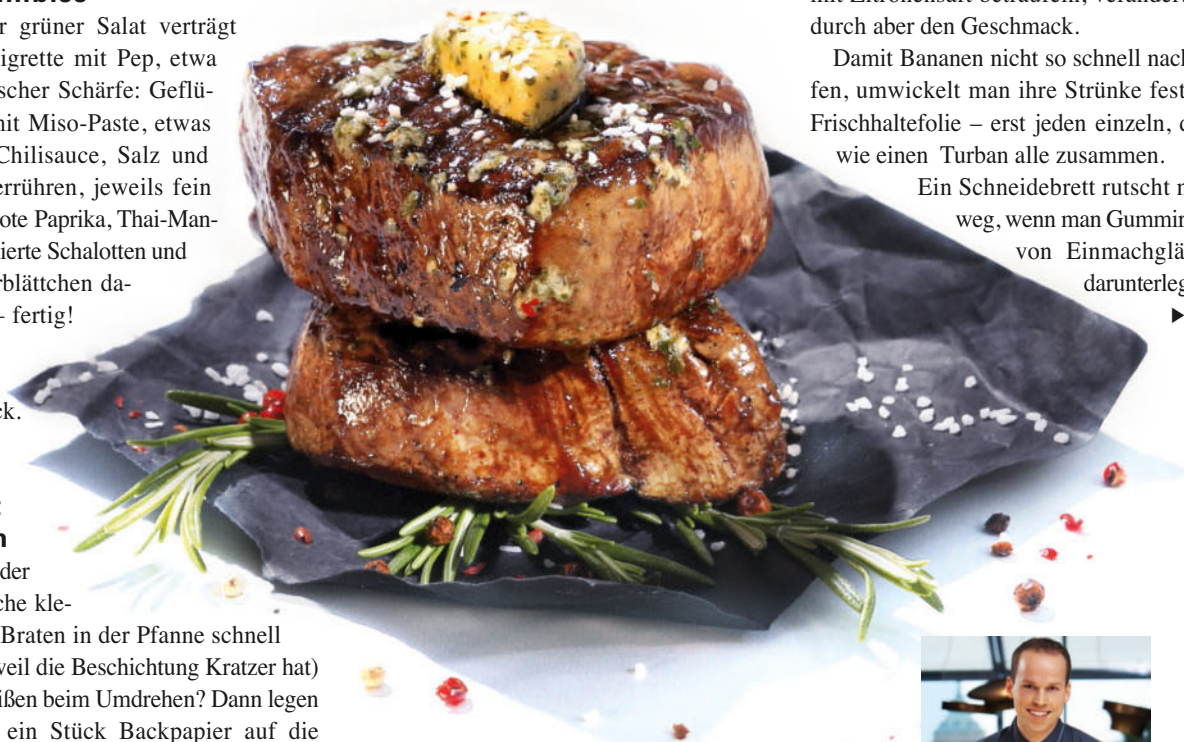 r grüner Salat verträgt
igrette mit Pep, etwa
scher Schärfe: Geflü-
nit Miso-Paste, etwas
Chilisauce, Salz und
errühren, jeweils fein
ote Paprika, Thai-Man-
ierte Schalotten und
rblättchen da-
– fertig!
ck.
n
der
che kle-
Braten in der Pfanne schnell
weil die Beschichtung Kratzer hat)
ißen beim Umdrehen? Dann legen
ein Stück Backpapier auf die
mit Zitronensaft beträufeln, verändert
durch aber den Geschmack.
Damit Bananen nicht so schnell nach
fen, umwickelt man ihre Strünke fest
Frischhaltefolie – erst jeden einzeln, d
wie einen Turban alle zusammen.
Ein Schneidebrett rutscht n
weg, wenn man Gummir
von Einmachglä
darunterleg